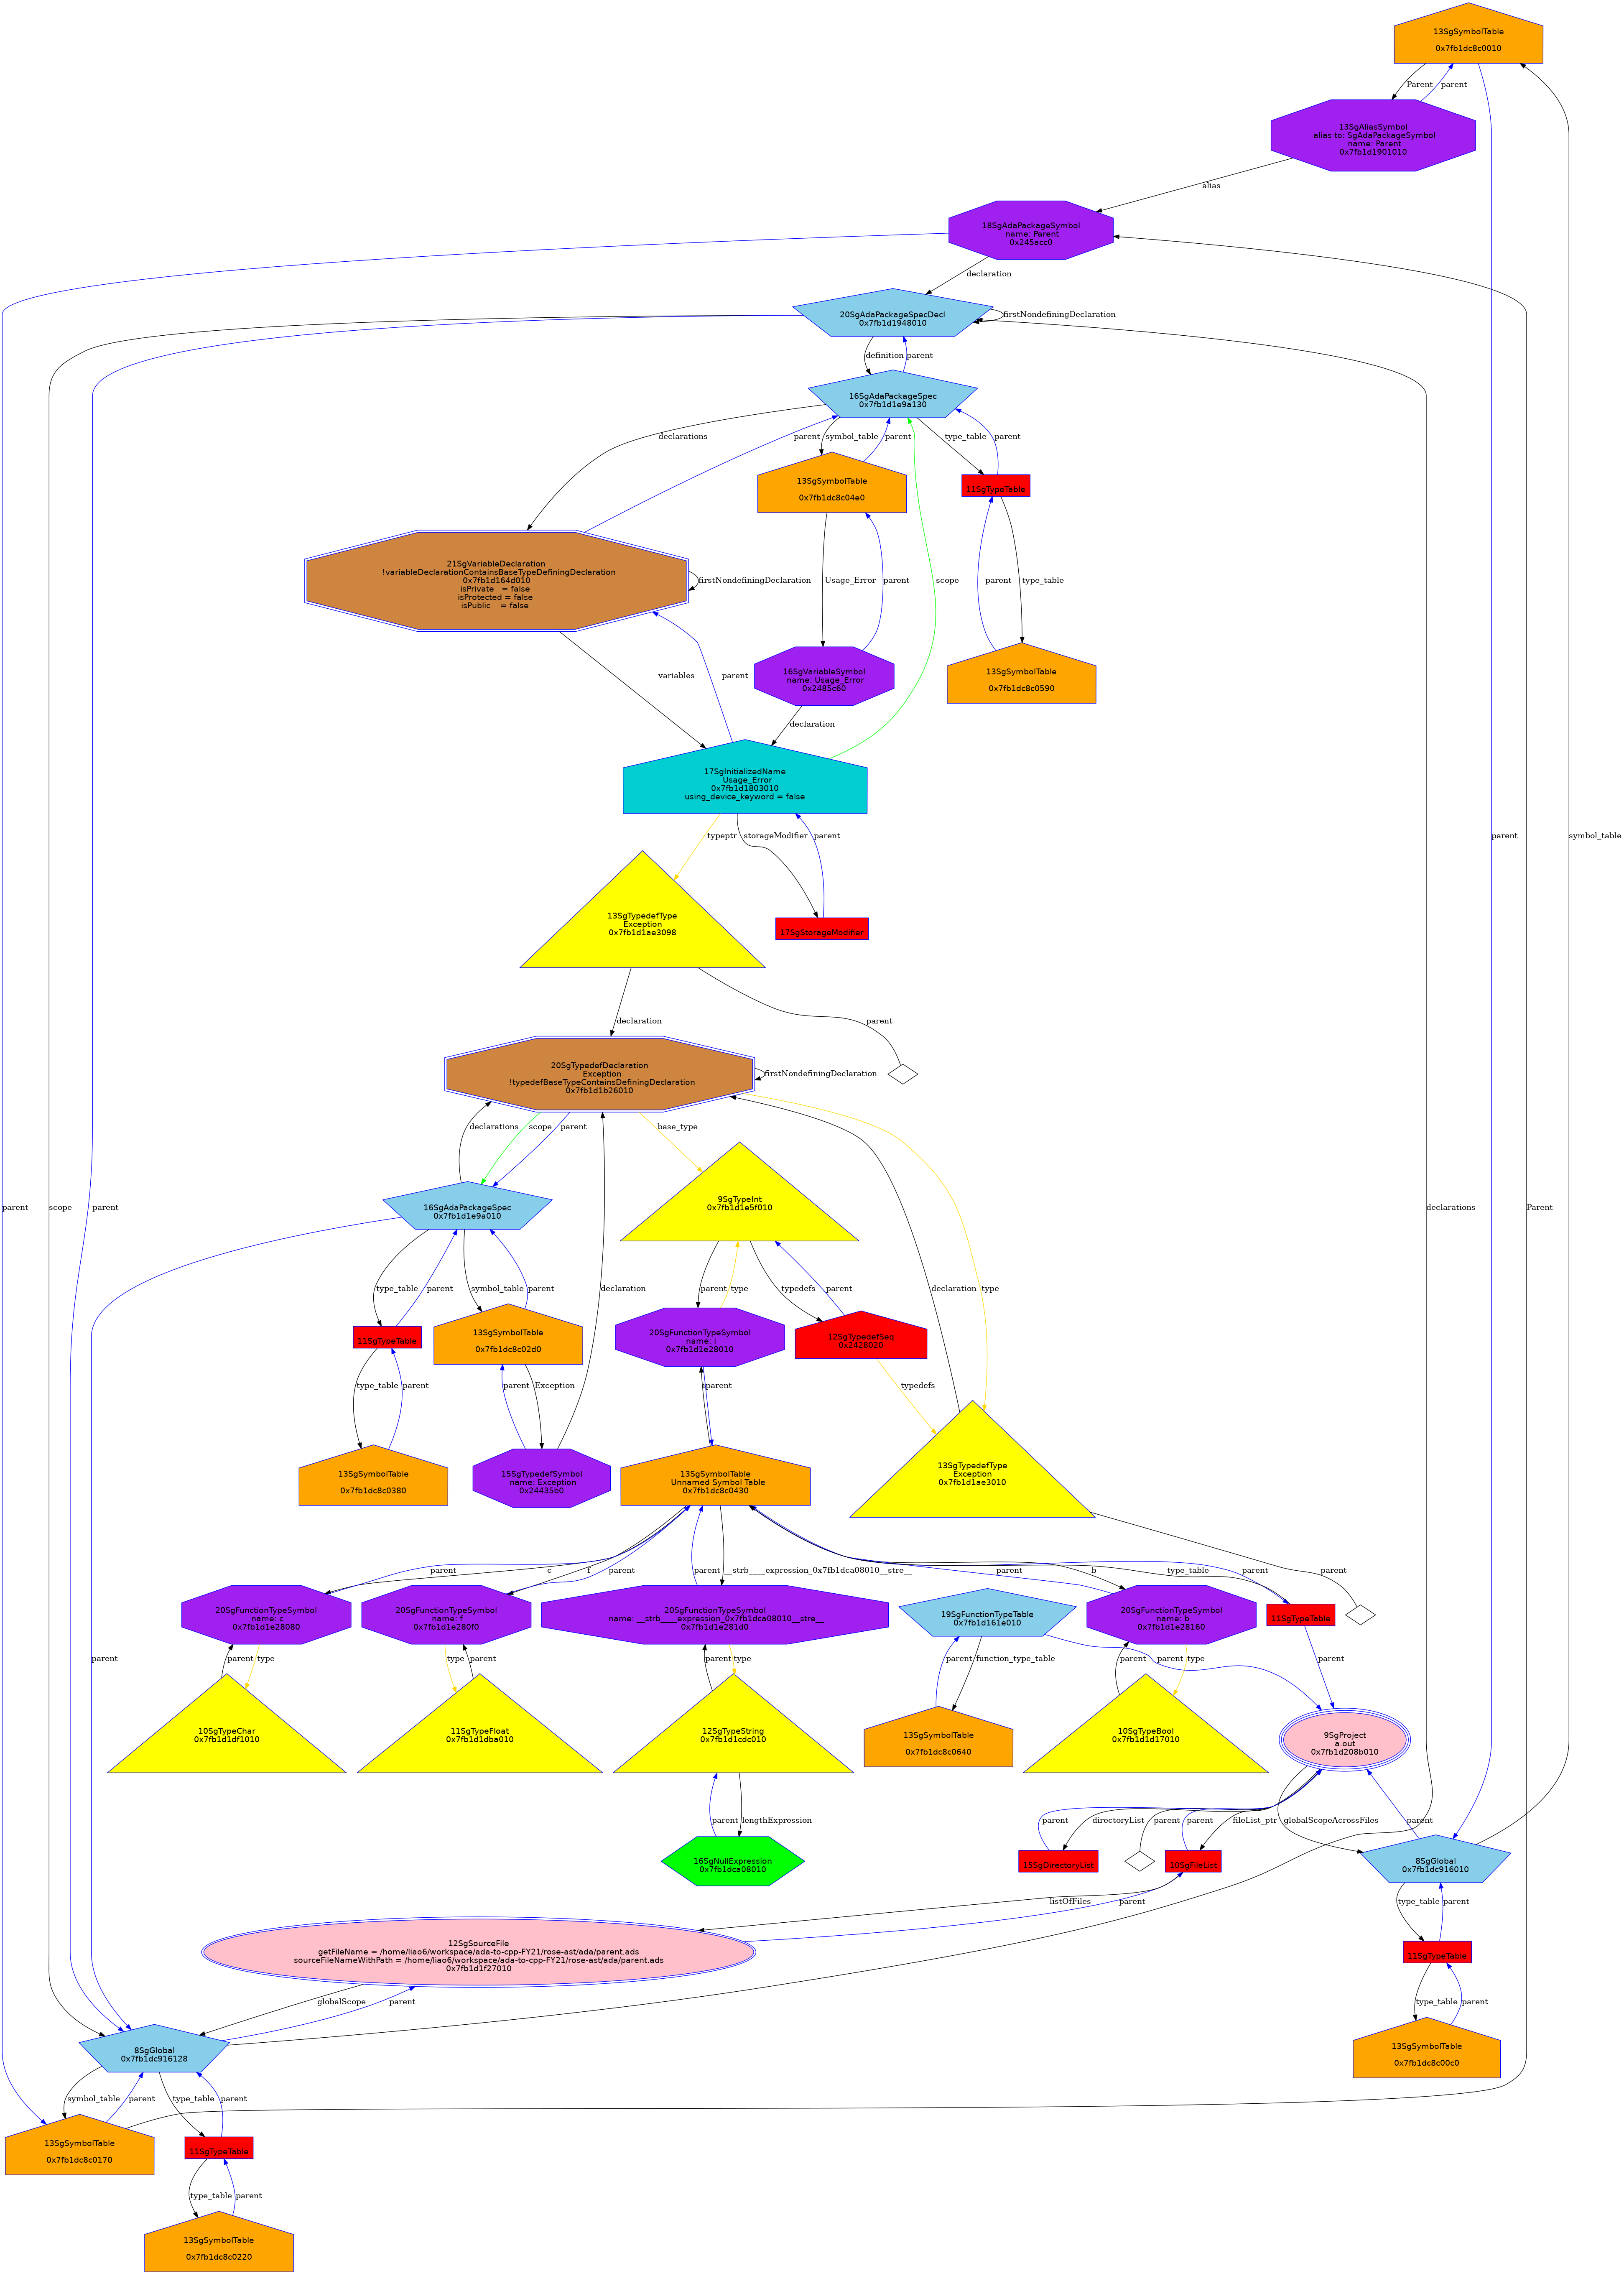 13SgSymbolTable
0x7fb1dc8c0010
Parent
parent
13SgAliasSymbol
alias to: SgAdaPackageSymbol
name: Parent
0x7fb1d1901010
alias
18SgAdaPackageSymbol
name: Parent
0x245acc0
declaration
20SgAdaPackageSpecDecl
0x7fb1d1948010
firstNondefiningDeclaration
definition
parent
16SgAdaPackageSpec
0x7fb1d1e9a130
declarations
parent
symbol_table
parent
type_table
parent
13SgSymbolTable
0x7fb1dc8c04e0
11SgTypeTable
21SgVariableDeclaration
!variableDeclarationContainsBaseTypeDefiningDeclaration
0x7fb1d164d010
isPrivate = false
isProtected = false
isPublic = false
firstNondefiningDeclaration
Usage_Error
parent
scope
parent
type_table
parent
symbol_table
variables
parent
16SgVariableSymbol
name: Usage_Error
0x2485c60
13SgSymbolTable
0x7fb1dc8c0590
declaration
17SgInitializedName
Usage_Error
0x7fb1d1803010
using_device_keyword = false
typeptr
storageModifier
parent
13SgTypedefType
Exception
0x7fb1d1ae3098
17SgStorageModifier
declaration
parent
20SgTypedefDeclaration
Exception
!typedefBaseTypeContainsDefiningDeclaration
0x7fb1d1b26010
firstNondefiningDeclaration
declarations
scope
parent
base_type
parent
scope
parent
16SgAdaPackageSpec
0x7fb1d1e9a010
9SgTypeInt
0x7fb1d1e5f010
declarations
Parent
type_table
parent
symbol_table
parent
declaration
parent
type
typedefs
parent
declaration
type
11SgTypeTable
13SgSymbolTable
0x7fb1dc8c02d0
20SgFunctionTypeSymbol
name: i
0x7fb1d1e28010
12SgTypedefSeq
0x2428020
type_table
parent
parent
Exception
i
parent
typedefs
13SgSymbolTable
0x7fb1dc8c0380
15SgTypedefSymbol
name: Exception
0x24435b0
13SgSymbolTable
Unnamed Symbol Table
0x7fb1dc8c0430
13SgTypedefType
Exception
0x7fb1d1ae3010
parent
c
f
parent
parent
__strb____expression_0x7fb1dca08010__stre__
parent
b
type_table
parent
parent
20SgFunctionTypeSymbol
name: c
0x7fb1d1e28080
20SgFunctionTypeSymbol
name: f
0x7fb1d1e280f0
20SgFunctionTypeSymbol
name: __strb____expression_0x7fb1dca08010__stre__
0x7fb1d1e281d0
19SgFunctionTypeTable
0x7fb1d161e010
20SgFunctionTypeSymbol
name: b
0x7fb1d1e28160
11SgTypeTable
parent
parent
type
type
parent
parent
type
parent
function_type_table
parent
parent
type
parent
10SgTypeChar
0x7fb1d1df1010
11SgTypeFloat
0x7fb1d1dba010
12SgTypeString
0x7fb1d1cdc010
13SgSymbolTable
0x7fb1dc8c0640
10SgTypeBool
0x7fb1d1d17010
9SgProject
a.out
0x7fb1d208b010
parent
lengthExpression
parent
directoryList
parent
parent
fileList_ptr
globalScopeAcrossFiles
parent
16SgNullExpression
0x7fb1dca08010
15SgDirectoryList
10SgFileList
8SgGlobal
0x7fb1dc916010
listOfFiles
parent
type_table
parent
12SgSourceFile
getFileName = /home/liao6/workspace/ada-to-cpp-FY21/rose-ast/ada/parent.ads
sourceFileNameWithPath = /home/liao6/workspace/ada-to-cpp-FY21/rose-ast/ada/parent.ads
0x7fb1d1f27010
11SgTypeTable
globalScope
parent
type_table
parent
8SgGlobal
0x7fb1dc916128
13SgSymbolTable
0x7fb1dc8c00c0
symbol_table
parent
type_table
parent
13SgSymbolTable
0x7fb1dc8c0170
11SgTypeTable
type_table
parent
13SgSymbolTable
0x7fb1dc8c0220